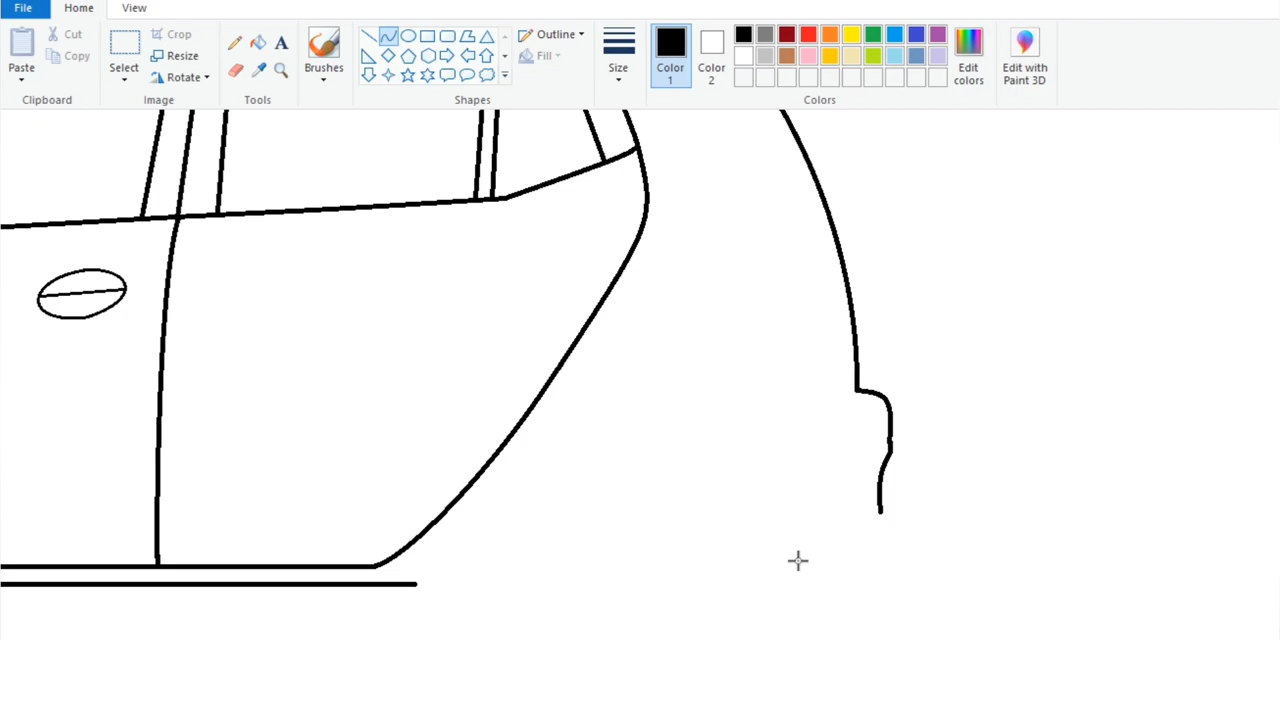 File Home View
Paste Cut Copy
Clipboard
Select Crop Resize Rotate
Image
A
Tools
Brushes
Outline Fill
Shapes
Size
Color 1
Color 2
Edit colors
Colors
Edit with Paint 3D